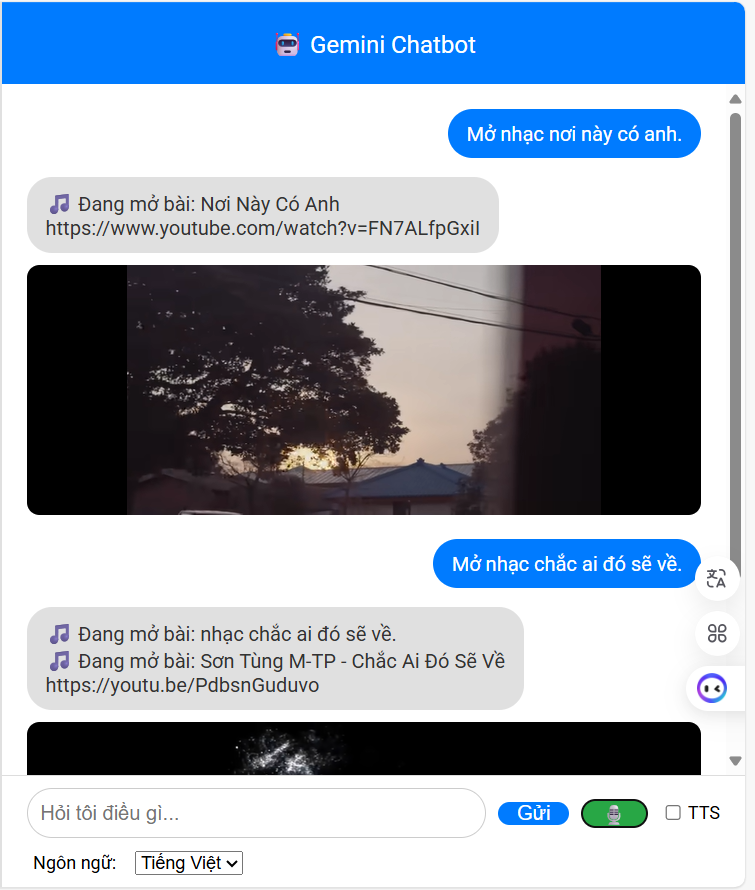 Gemini Chatbot
Mở nhạc nơi này có anh.
🎵 Đang mở bài: Nơi Này Có Anh
https://www.youtube.com/watch?v=FN7ALfpGxiI
Mở nhạc chắc ai đó sẽ về.
🎵 Đang mở bài: nhạc chắc ai đó sẽ về.
🎵 Đang mở bài: Sơn Tùng M-TP - Chắc Ai Đó Sẽ Về
https://youtu.be/PdbsnGuduvo
Hỏi tôi điều gì...
Gửi
TTS
Ngôn ngữ:
Tiếng Việt